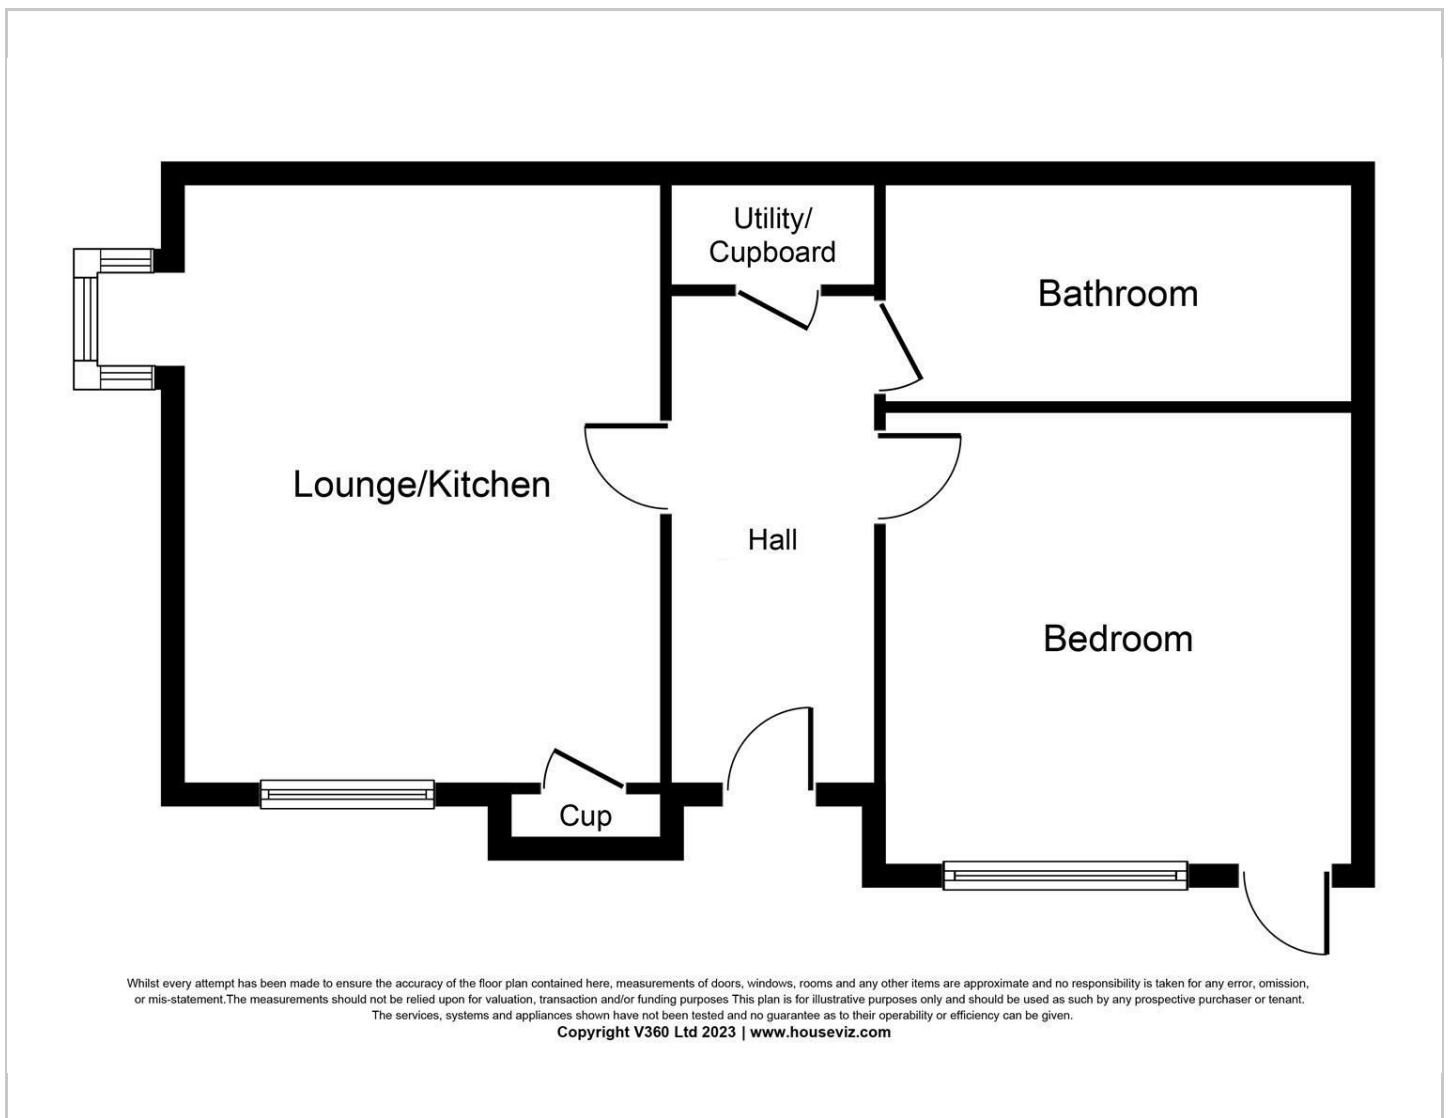 Utility/
Cupboard
Bathroom
Lounge/Kitchen
Hall
Bedroom
Cup
Whilst every attempt has been made to ensure the accuracy of the floor plan contained here, measurements of doors, windows, rooms and any other items are approximate and no responsibility is taken for any error, omission,
or mis-statement.The measurements should not be relied upon for valuation, transaction and/or funding purposes This plan is for illustrative purposes only and should be used as such by any prospective purchaser or tenant.
The services, systems and appliances shown have not been tested and no guarantee as to their operability or efficiency can be given.
Copyright V360 Ltd 2023 | www.houseviz.com